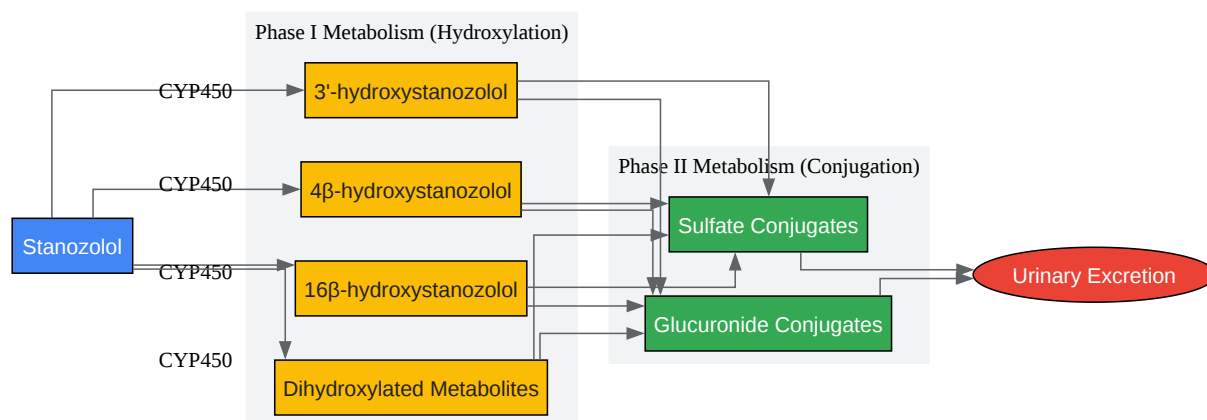 Phase I Metabolism (Hydroxylation)
CYP450
3'-hydroxystanozolol
Phase II Metabolism (Conjugation)
CYP450
4β-hydroxystanozolol
Stanozolol
Sulfate Conjugates
CYP450
16β-hydroxystanozolol
Urinary Excretion
Glucuronide Conjugates
CYP450
Dihydroxylated Metabolites